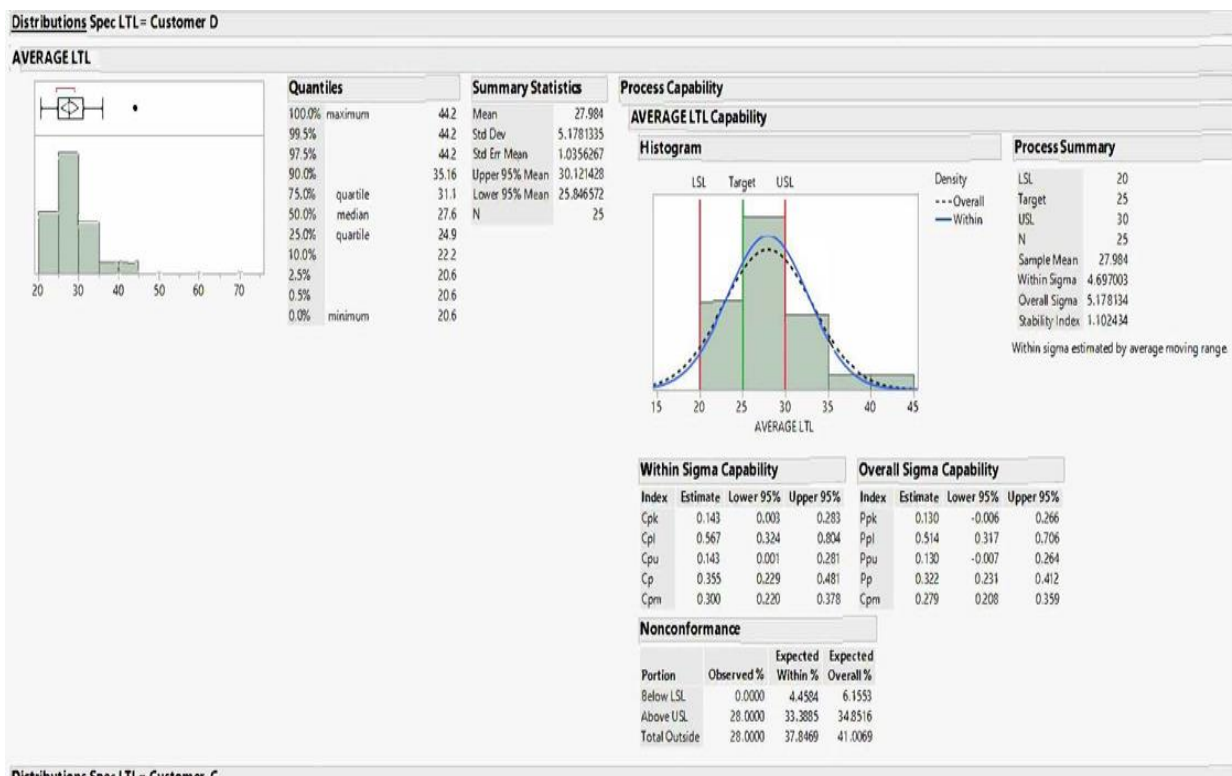 Distributions Spec LTL= Customer D
AVERAGE LTL
Quantiles
100.0% maximum 44.2
99.5% 44.2
97.5% 44.2
90.0% 35.16
75.0% quartile 31.1
50.0% median 27.6
25.0% quartile 24.9
10.0% 22.2
2.5% 20.6
0.5% 20.6
0.0% minimum 20.6
20 30 40 50 60 70
Summary Statistics
Mean 27.984
Std Dev 5.1781335
Std Err Mean 1.0356267
Upper 95% Mean 30.121428
Lower 95% Mean 25.846572
N 25
Process Capability
AVERAGE LTL Capability
Histogram
LSL Target USL
Density
Overall
Within
15 20 25 30 35 40 45
AVERAGE LTL
Process Summary
LSL 20
Target 25
USL 30
N 25
Sample Mean 27.984
Within Sigma 4.697003
Overall Sigma 5.178134
Stability Index 1.102434
Within sigma estimated by average moving range.
Within Sigma Capability
Index Estimate Lower 95% Upper 95%
Cpk 0.143 0.003 0.283
Cpl 0.567 0.324 0.804
Cpu 0.143 0.001 0.281
Cp 0.355 0.229 0.481
Cpm 0.300 0.220 0.378
Overall Sigma Capability
Index Estimate Lower 95% Upper 95%
Ppk 0.130 -0.006 0.266
Ppl 0.514 0.317 0.706
Ppu 0.130 -0.007 0.264
Pp 0.322 0.231 0.412
Cpm 0.279 0.208 0.359
Nonconformance
Portion Observed % Expected Within % Expected Overall %
Below LSL 0.0000 4.4584 6.1553
Above USL 28.0000 33.3885 34.8516
Total Outside 28.0000 37.8469 41.0069
Distributions Spec LTL= Customer C